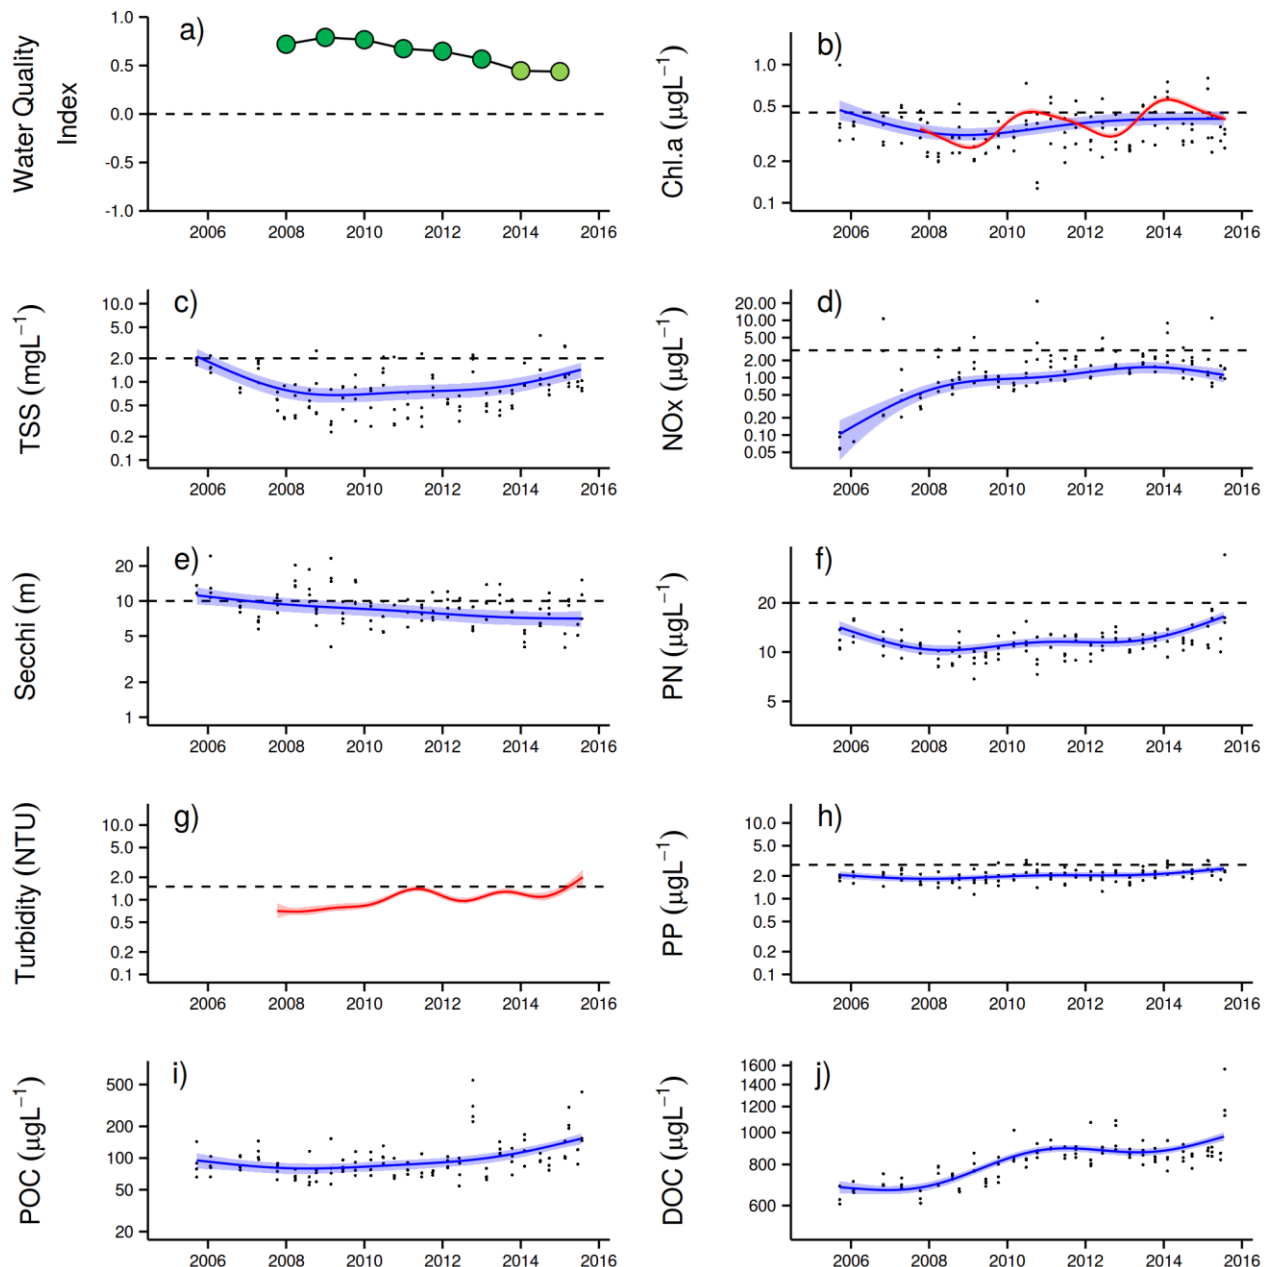 a)
Water Quality
Index
1.0
0.5
0.0
-0.5
-1.0
2006 2008 2010 2012 2014 2016
b)
Chl.a (µgL⁻¹)
1.0
0.5
0.2
0.1
2006 2008 2010 2012 2014 2016
c)
TSS (mgL⁻¹)
10.0
5.0
2.0
1.0
0.5
0.2
0.1
2006 2008 2010 2012 2014 2016
d)
NOx (µgL⁻¹)
20.00
10.00
5.00
2.00
1.00
0.50
0.20
0.10
0.05
2006 2008 2010 2012 2014 2016
e)
Secchi (m)
20
10
5
2
1
2006 2008 2010 2012 2014 2016
f)
PN (µgL⁻¹)
20
10
5
2006 2008 2010 2012 2014 2016
g)
Turbidity (NTU)
10.0
5.0
2.0
1.0
0.5
0.2
0.1
2006 2008 2010 2012 2014 2016
h)
PP (µgL⁻¹)
10.0
5.0
2.0
1.0
0.5
0.2
0.1
2006 2008 2010 2012 2014 2016
i)
POC (µgL⁻¹)
500
200
100
50
20
2006 2008 2010 2012 2014 2016
j)
DOC (µgL⁻¹)
1600
1400
1200
1000
800
600
2006 2008 2010 2012 2014 2016